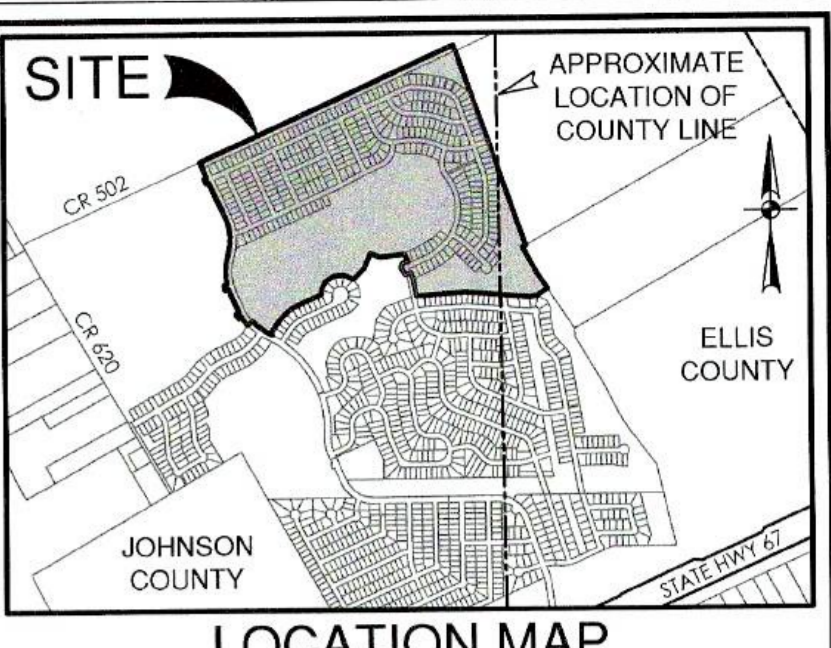 SITE
APPROXIMATE
LOCATION OF
COUNTY LINE
CR 502
CR 620
ELLIS
COUNTY
JOHNSON
COUNTY
STATE HWY 67
LOCATION MAP